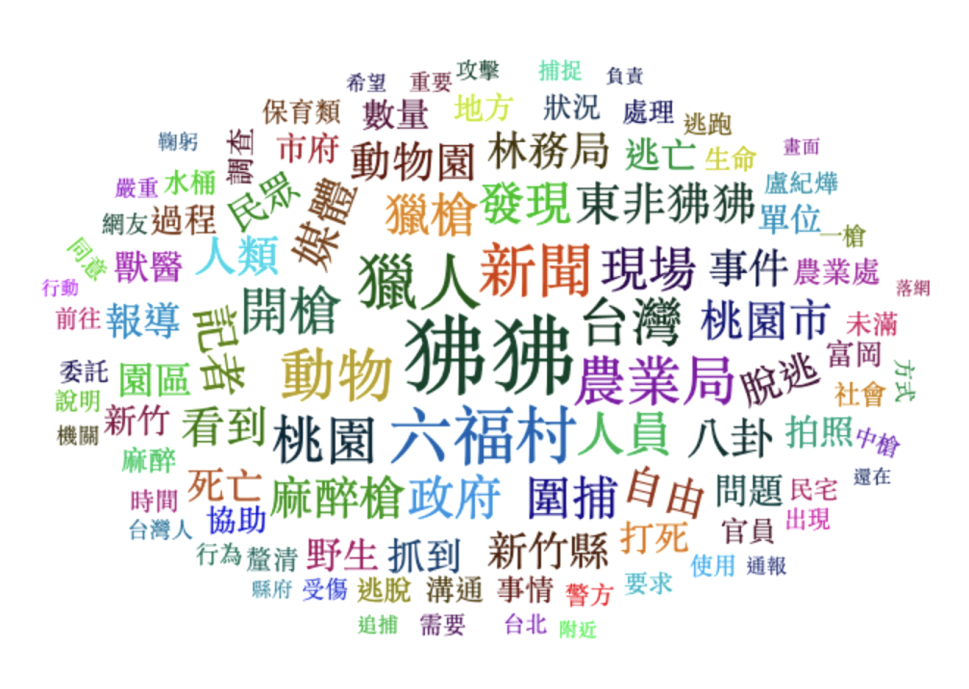 希望 重要 攻擊 捕捉 負責
保育類 數量 地方 狀況 處理 逃跑
鞠躬 調查 市府 動物園 林務局 逃亡 生命 畫面
嚴重 水桶 民眾 媒體 獵槍 發現 東非狒狒 盧紀燁
網友 過程 單位 一槍
同意 獸醫 人類 獵人 新聞 現場 事件 農業處
行動 落網
前往 報導 記者 開槍 狒狒 台灣 桃園市 未滿
委託 園區 動物 農業局 脫逃 富岡 方式
說明 社會
機關 新竹 看到 桃園 六福村 人員 八卦 拍照 中槍
麻醉 還在
時間 死亡 麻醉槍 政府 圍捕 自由 問題 民宅
台灣人 協助 打死 官員 出現
行為 釐清 野生 抓到 新竹縣 使用 通報
縣府 受傷 逃脫 溝通 事情 警方 要求
追捕 需要 台北 附近